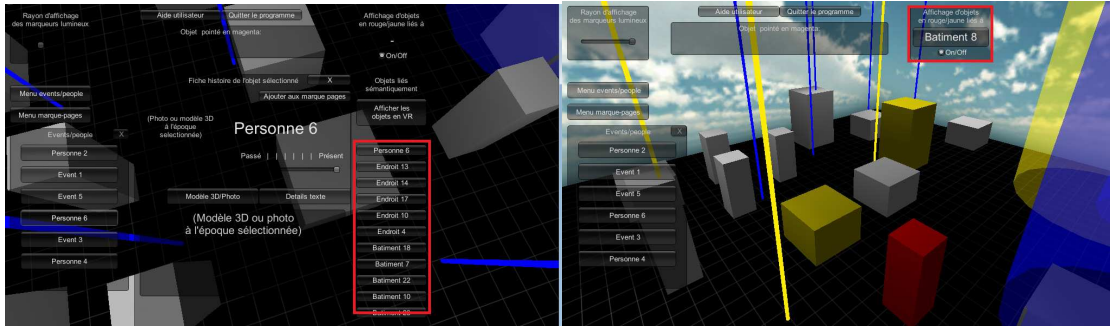 Rayon d'affichage
des marqueurs lumineux
Aide utilisateur
Quitter le programme
Objet pointé en magenta:
Affichage d'objets
en rouge/jaune liés à
-
On/Off
Fiche histoire de l'objet sélectionné
X
Ajouter aux marque pages
Objets liés
sémantiquement
Afficher les
objets en VR
Menu events/people
Menu marque-pages
Events/people
X
Personne 2
Event 1
Event 5
Personne 6
Event 3
Personne 4
(Photo ou modèle 3D
à l'époque
sélectionnée)
Personne 6
Passé | | | | | | Présent
Modèle 3D/Photo
Details texte
(Modèle 3D ou photo
à l'époque sélectionnée)
Personne 6
Endroit 13
Endroit 14
Endroit 17
Endroit 10
Endroit 4
Batiment 18
Batiment 7
Batiment 22
Batiment 10
Rayon d'affichage
des marqueurs lumineux
Aide utilisateur
Quitter le programme
Objet pointé en magenta:
Affichage d'objets
en rouge/jaune liés à
Batiment 8
On/Off
Menu events/people
Menu marque-pages
Events/people
X
Personne 2
Event 1
Event 5
Personne 6
Event 3
Personne 4